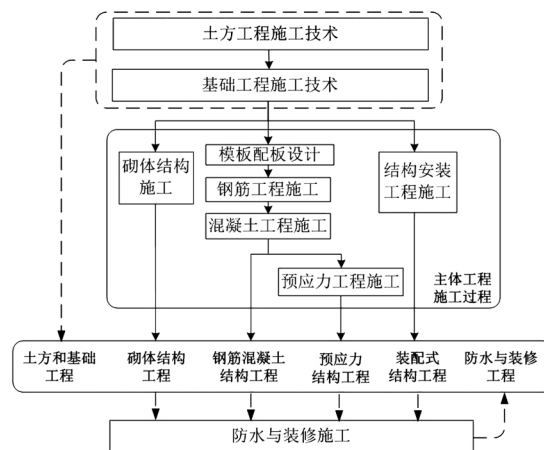 土方工程施工技术
基础工程施工技术
砌体结构
施工
模板配板设计
钢筋工程施工
混凝土工程施工
结构安装
工程施工
预应力工程施工
主体工程
施工过程
土方和基础
工程
砌体结构
工程
钢筋混凝土
结构工程
预应力
结构工程
装配式
结构工程
防水与装修
工程
防水与装修施工